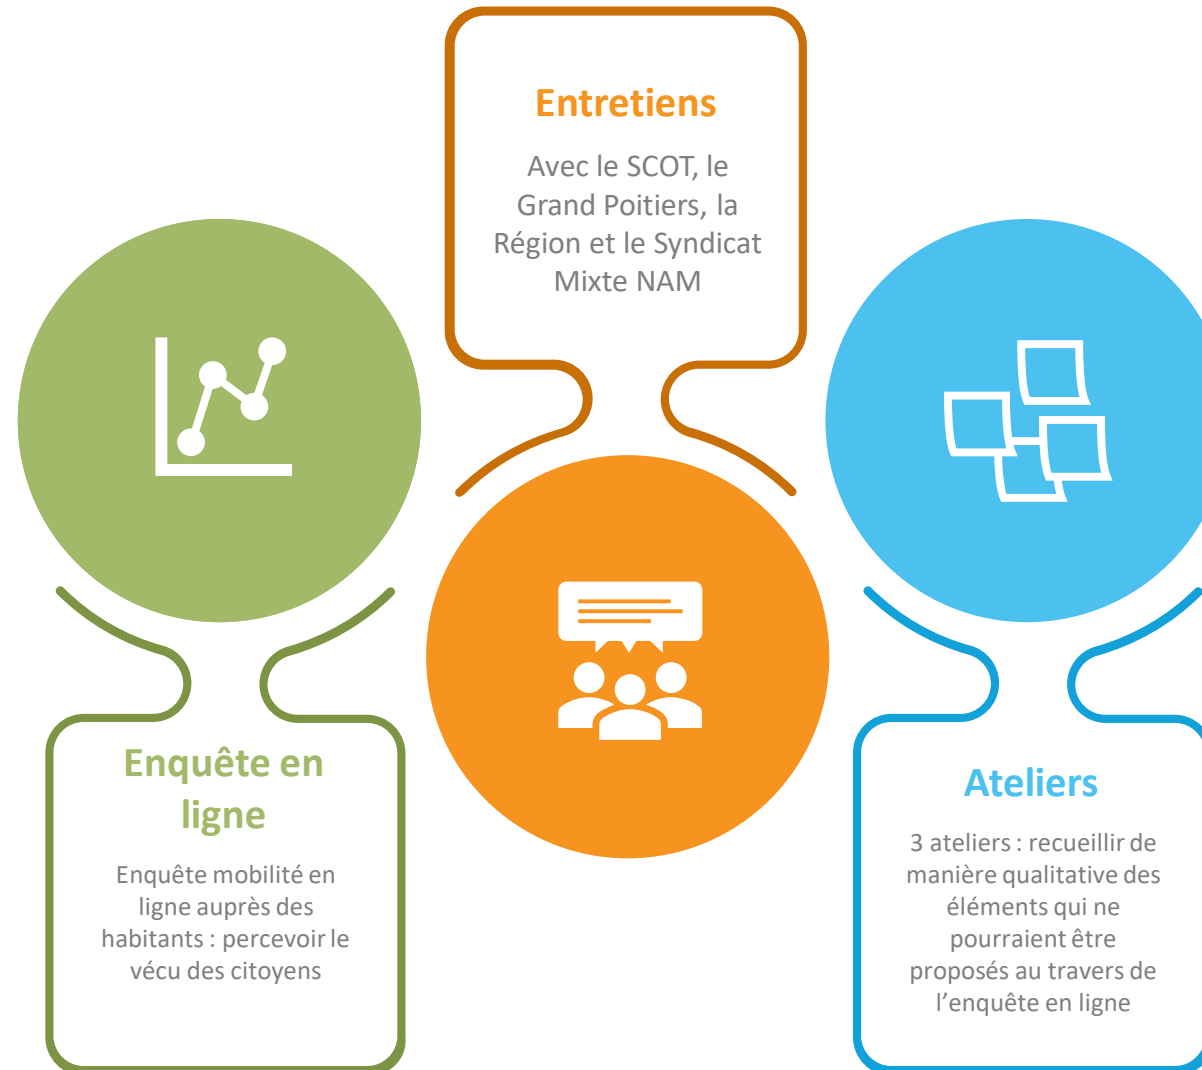 Entretiens
Avec le SCOT, le
Grand Poitiers, la
Région et le Syndicat
Mixte NAM
Enquête en
ligne
Enquête mobilité en
ligne auprès des
habitants : percevoir le
vécu des citoyens
Ateliers
3 ateliers : recueillir de
manière qualitative des
éléments qui ne
pourraient être
proposés au travers de
l’enquête en ligne